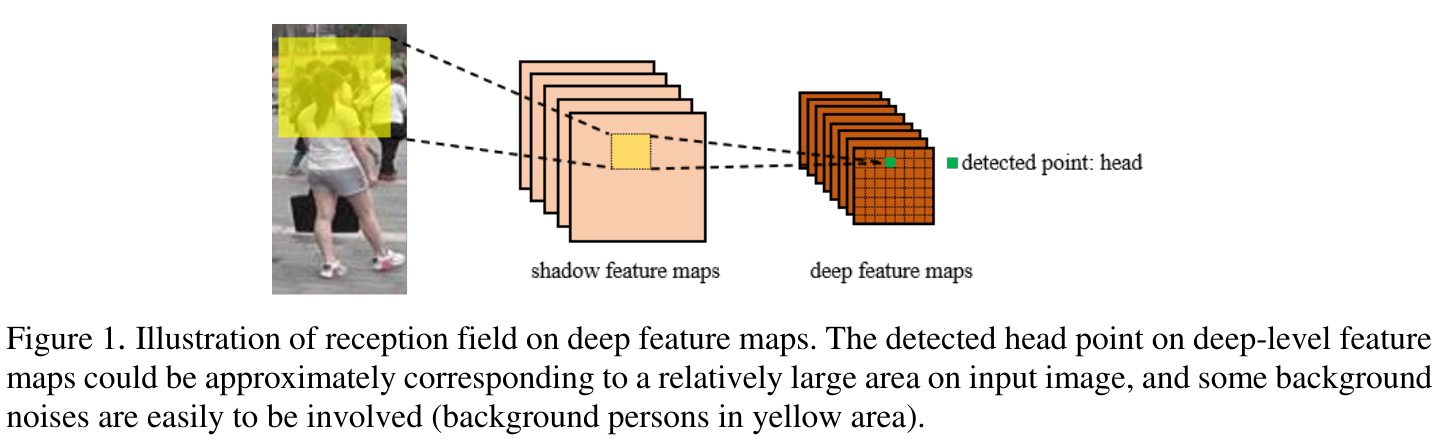 detected point: head
shadow feature maps
deep feature maps
Figure 1. Illustration of reception field on deep feature maps. The detected head point on deep-level feature
maps could be approximately corresponding to a relatively large area on input image, and some background
noises are easily to be involved (background persons in yellow area).